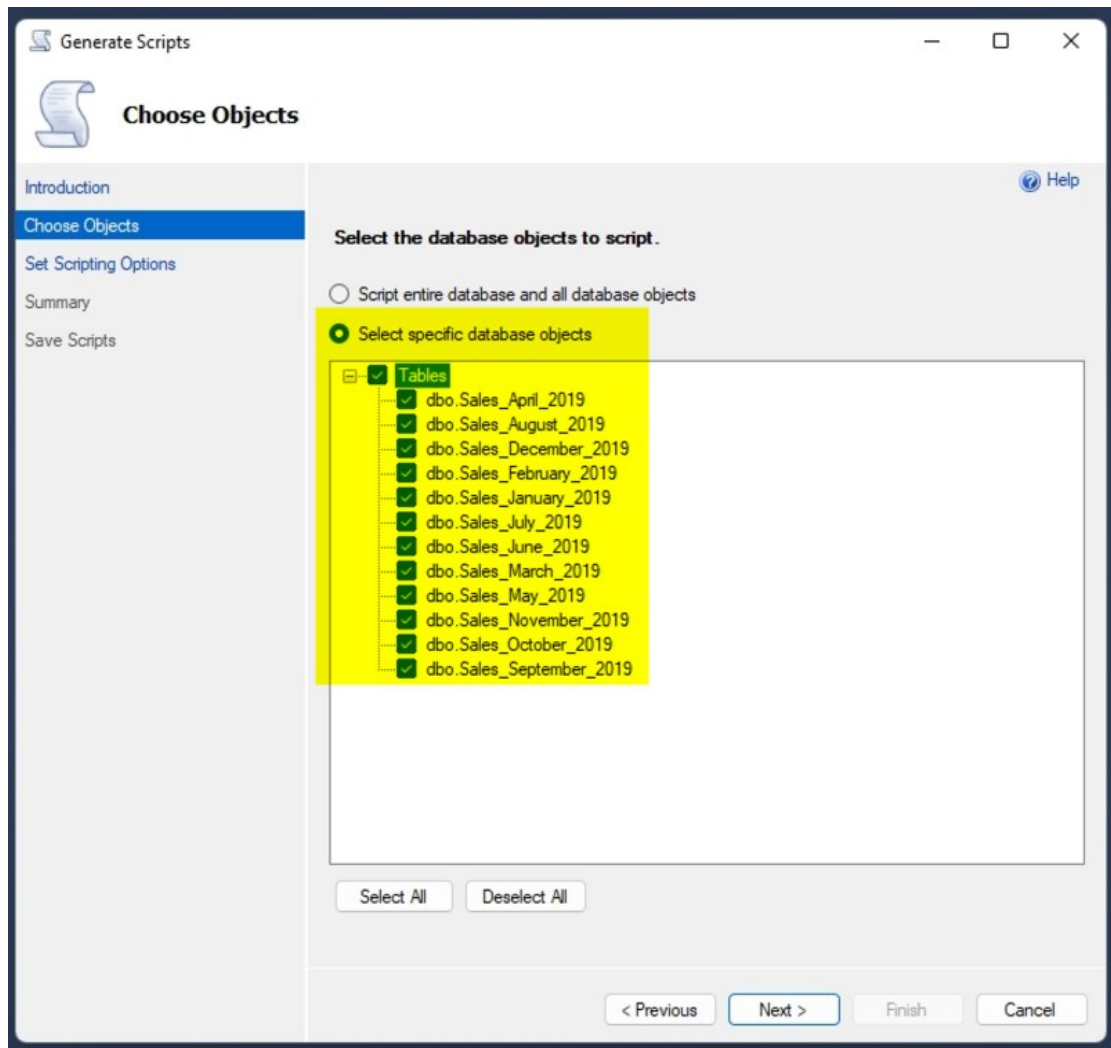 Generate Scripts
Choose Objects
Introduction
Choose Objects
Set Scripting Options
Summary
Save Scripts
Help
Select the database objects to script.
Script entire database and all database objects
Select specific database objects
Tables
dbo.Sales_April_2019
dbo.Sales_August_2019
dbo.Sales_December_2019
dbo.Sales_February_2019
dbo.Sales_January_2019
dbo.Sales_July_2019
dbo.Sales_June_2019
dbo.Sales_March_2019
dbo.Sales_May_2019
dbo.Sales_November_2019
dbo.Sales_October_2019
dbo.Sales_September_2019
Select All Deselect All
< Previous Next > Finish Cancel